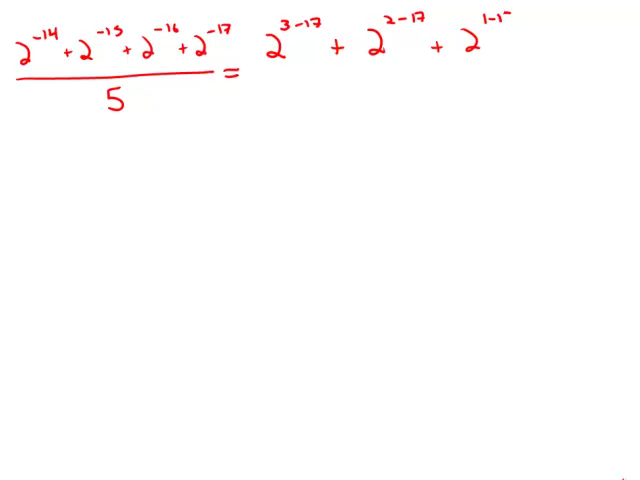 2^-14 + 2^-15 + 2^-16 + 2^-17 / 5 = 2^3-17 + 2^2-17 + 2^1-1